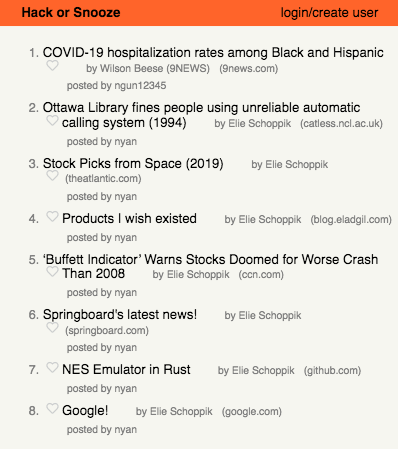 Hack or Snooze login/create user
1. COVID-19 hospitalization rates among Black and Hispanic
by Wilson Beese (9NEWS) (9news.com)
posted by ngun12345
2. Ottawa Library fines people using unreliable automatic
calling system (1994) by Elie Schoppik (catless.ncl.ac.uk)
posted by nyan
3. Stock Picks from Space (2019) by Elie Schoppik
(theatlantic.com)
posted by nyan
4. Products I wish existed by Elie Schoppik (blog.eladgil.com)
posted by nyan
5. ‘Buffett Indicator’ Warns Stocks Doomed for Worse Crash
Than 2008 by Elie Schoppik (ccn.com)
posted by nyan
6. Springboard's latest news! by Elie Schoppik
(springboard.com)
posted by nyan
7. NES Emulator in Rust by Elie Schoppik (github.com)
posted by nyan
8. Google! by Elie Schoppik (google.com)
posted by nyan